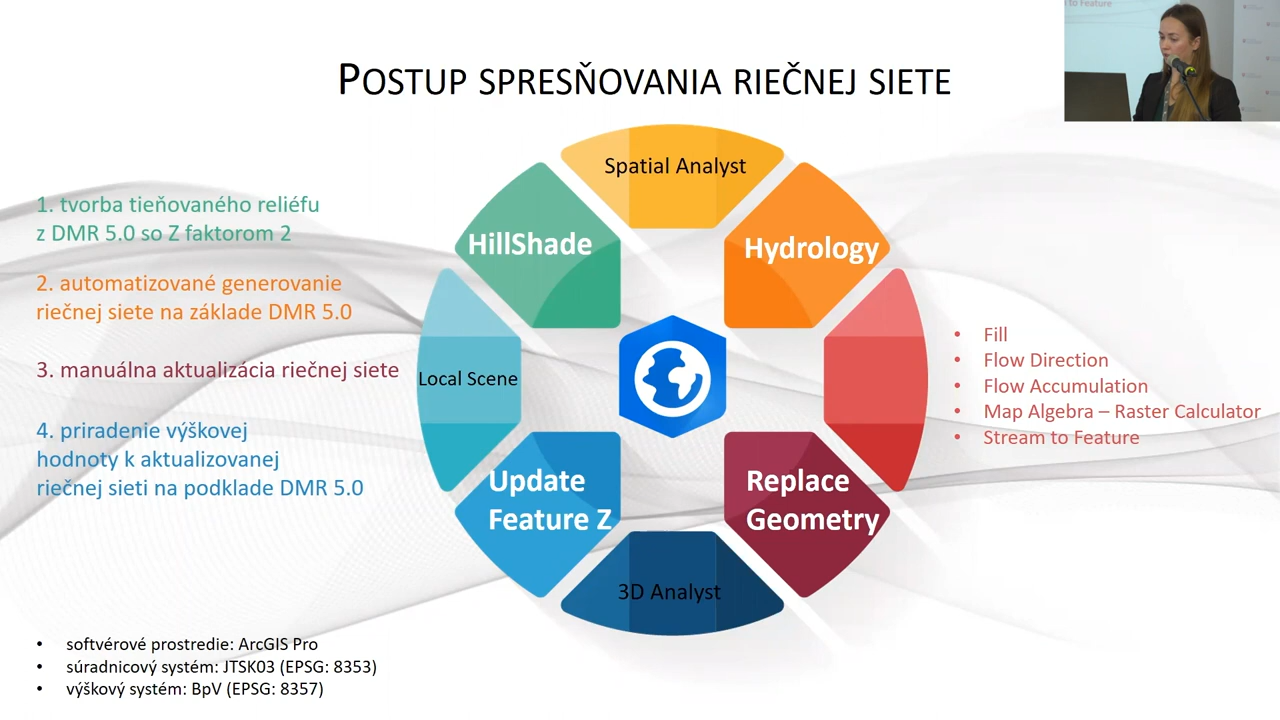 to Feature
POSTUP SPRESŇOVANIA RIEČNEJ SIETE
1. tvorba tieňovaného reliéfu
z DMR 5.0 so Z faktorom 2
2. automatizované generovanie
riečnej siete na základe DMR 5.0
3. manuálna aktualizácia riečnej siete
4. priradenie výškovej
hodnoty k aktualizovanej
riečnej sieti na podklade DMR 5.0
Spatial Analyst
HillShade
Hydrology
Local Scene
Update
Feature Z
Replace
Geometry
3D Analyst
• Fill
• Flow Direction
• Flow Accumulation
• Map Algebra – Raster Calculator
• Stream to Feature
• softvérové prostredie: ArcGIS Pro
• súradnicový systém: JTSK03 (EPSG: 8353)
• výškový systém: BpV (EPSG: 8357)